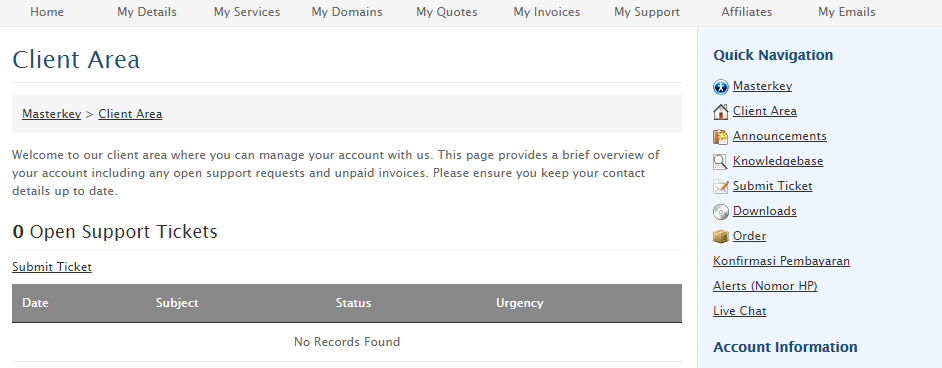 Home My Details My Services My Domains My Quotes My Invoices My Support Affiliates My Emails
Client Area
Masterkey > Client Area
Welcome to our client area where you can manage your account with us. This page provides a brief overview of
your account including any open support requests and unpaid invoices. Please ensure you keep your contact
details up to date.
0 Open Support Tickets
Submit Ticket
Date Subject Status Urgency
No Records Found
Quick Navigation
Masterkey
Client Area
Announcements
Knowledgebase
Submit Ticket
Downloads
Order
Konfirmasi Pembayaran
Alerts (Nomor HP)
Live Chat
Account Information